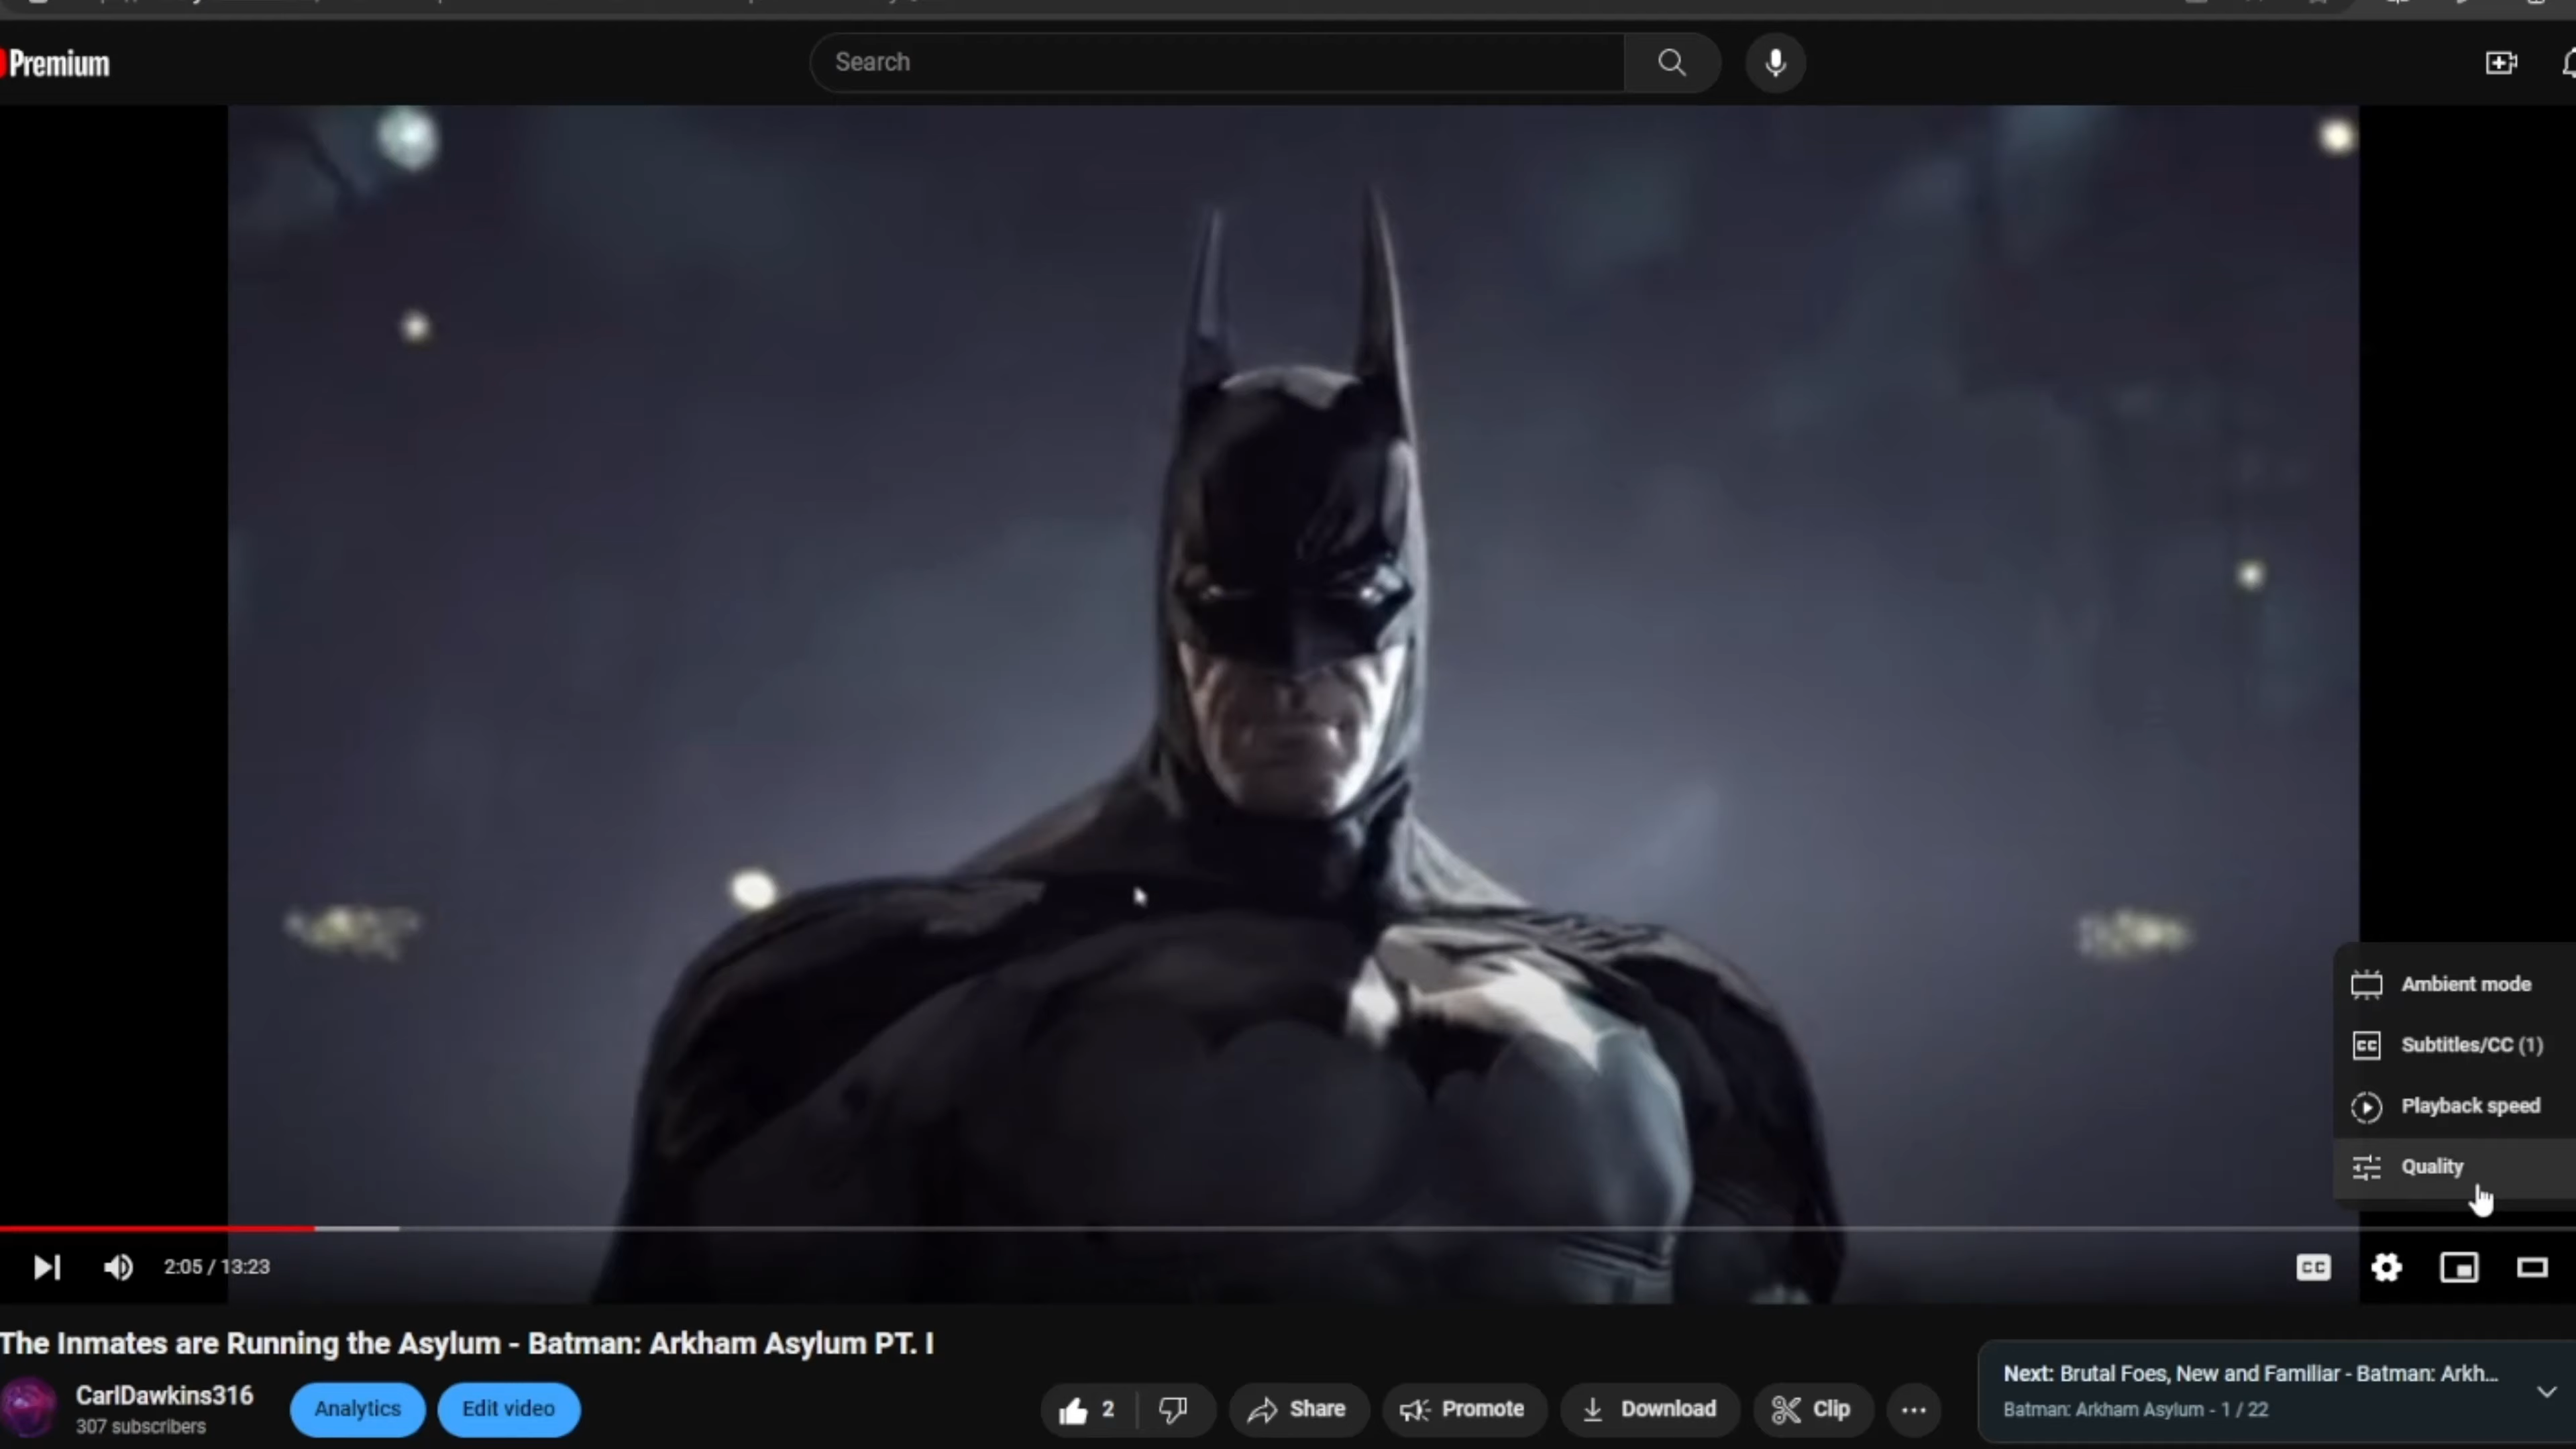 Premium
Search
Ambient mode
Subtitles/CC (1)
Playback speed
Quality
2:05 / 13:23
CC
The Inmates are Running the Asylum - Batman: Arkham Asylum PT. I
CarlDawkins316
307 subscribers
Analytics
Edit video
2
Share
Promote
Download
Clip
Next: Brutal Foes, New and Familiar - Batman: Arkh...
Batman: Arkham Asylum - 1 / 22